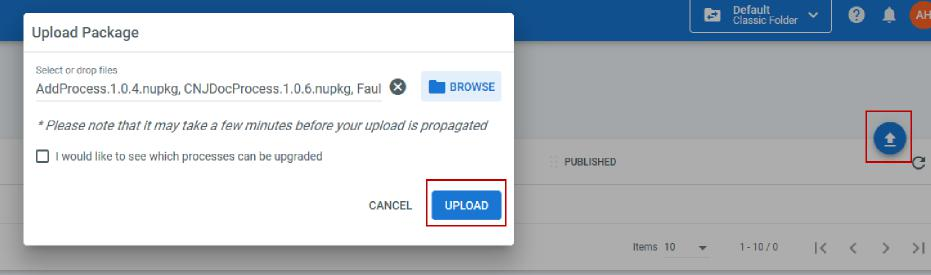 Default
Classic Folder
AH
Upload Package
Select or drop files
AddProcess.1.0.4.nupkg, CNJDocProcess.1.0.6.nupkg, Faul
BROWSE
* Please note that it may take a few minutes before your upload is propagated
I would like to see which processes can be upgraded
PUBLISHED
CANCEL
UPLOAD
Items 10
1 - 10 / 0